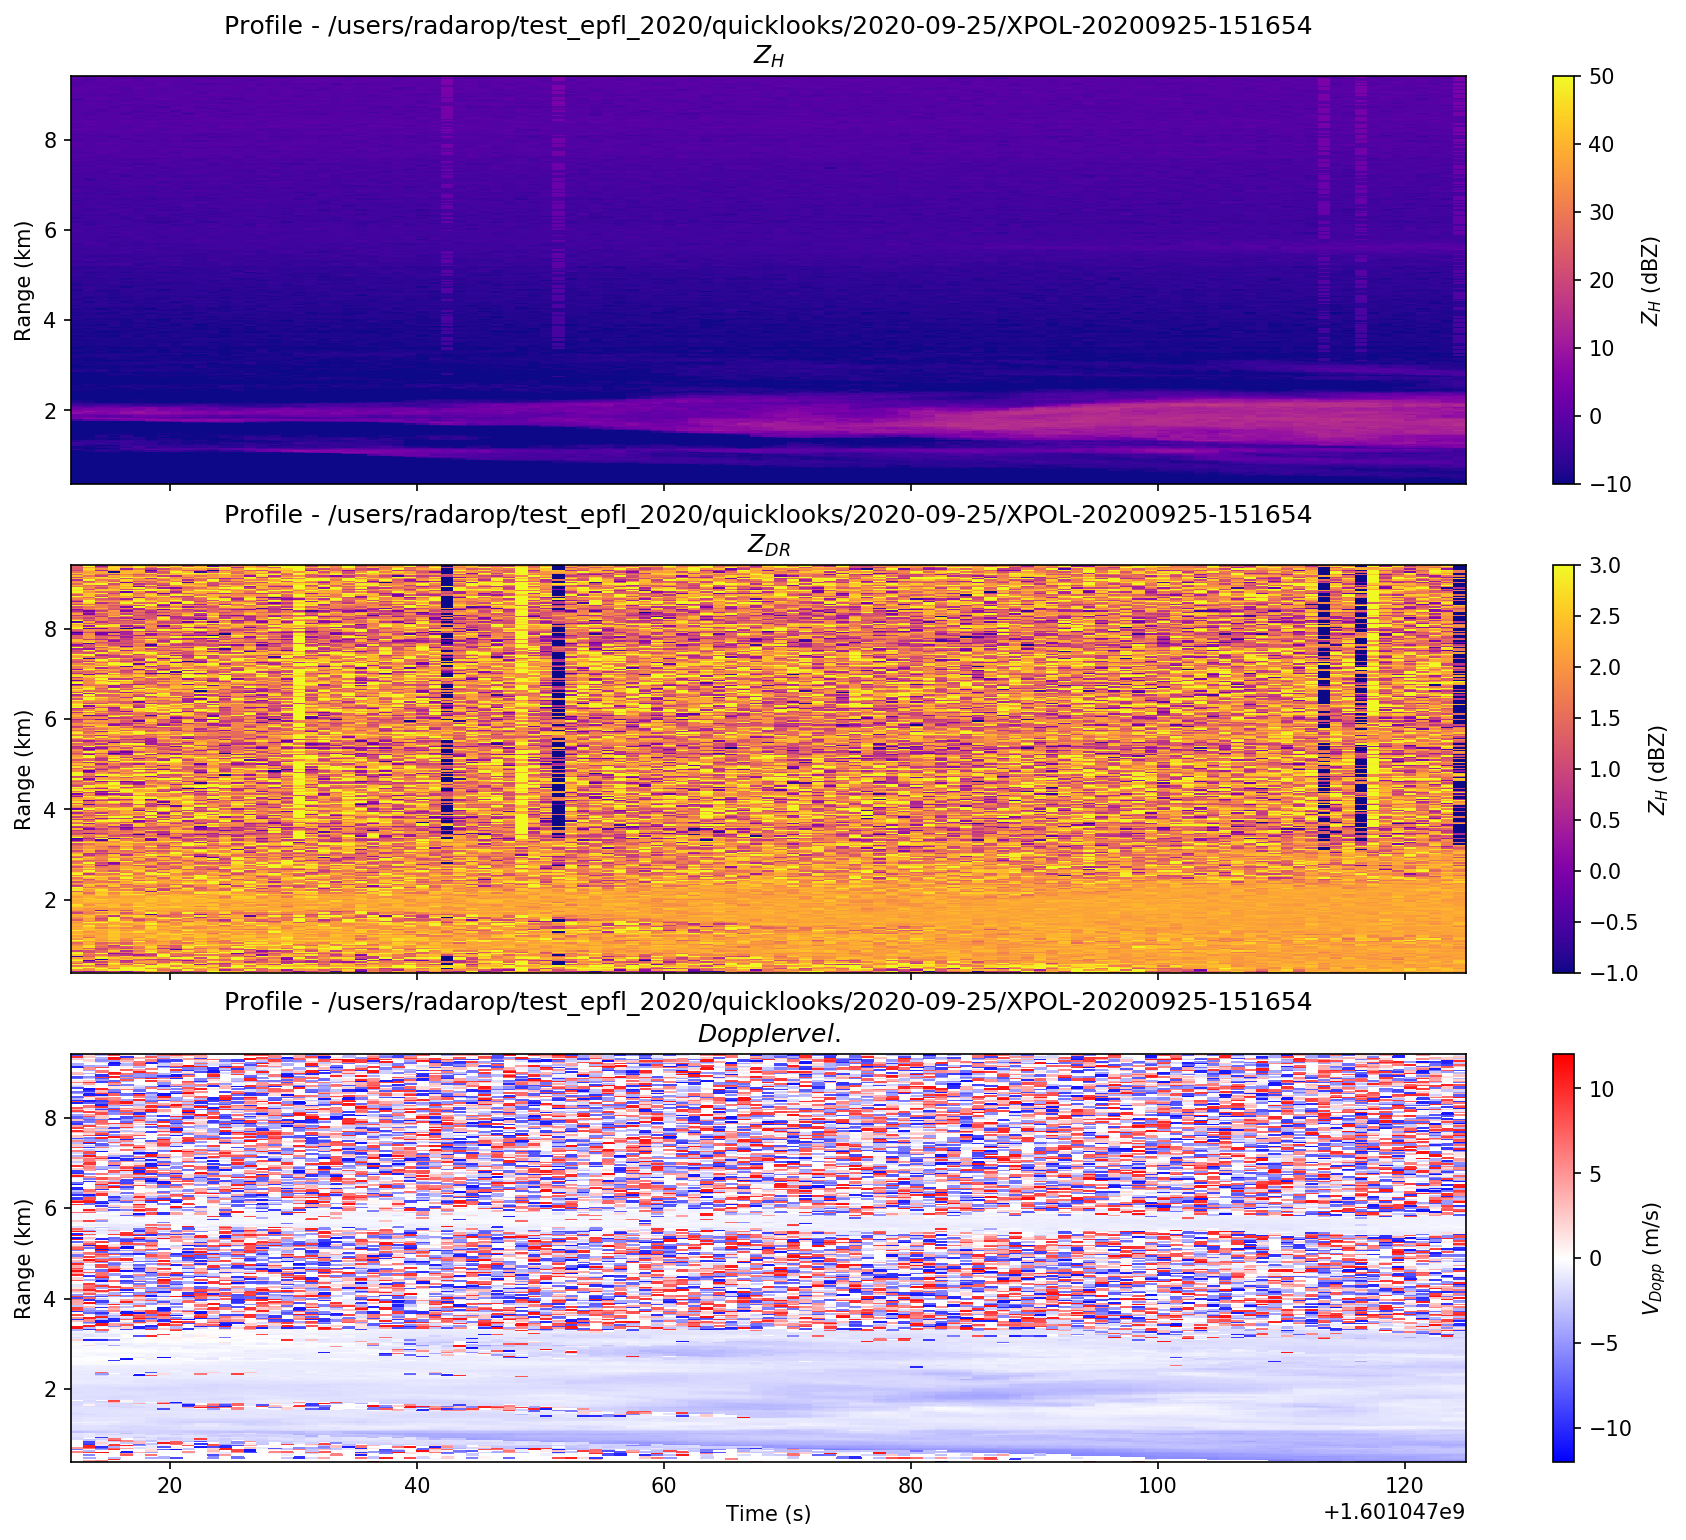 Profile - /users/radarop/test_epfl_2020/quicklooks/2020-09-25/XPOL-20200925-151654
Z_H
8
6
4
2
Range (km)
50
40
30
20
10
0
−10
Z_H (dBZ)
Profile - /users/radarop/test_epfl_2020/quicklooks/2020-09-25/XPOL-20200925-151654
Z_DR
8
6
4
2
Range (km)
3.0
2.5
2.0
1.5
1.0
0.5
0.0
−0.5
−1.0
Z_H (dBZ)
Profile - /users/radarop/test_epfl_2020/quicklooks/2020-09-25/XPOL-20200925-151654
Dopplervel.
8
6
4
2
Range (km)
10
5
0
−5
−10
V_Dopp (m/s)
20 40 60 80 100 120
Time (s)
+1.601047e9